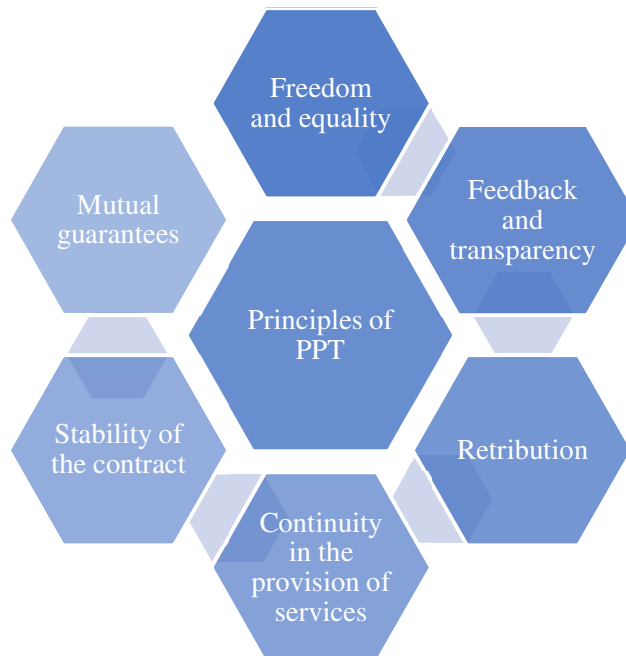 Freedom
and equality
Feedback
and
transparency
Retribution
Continuity
in the
provision of
services
Stability of
the contract
Mutual
guarantees
Principles of
PPT